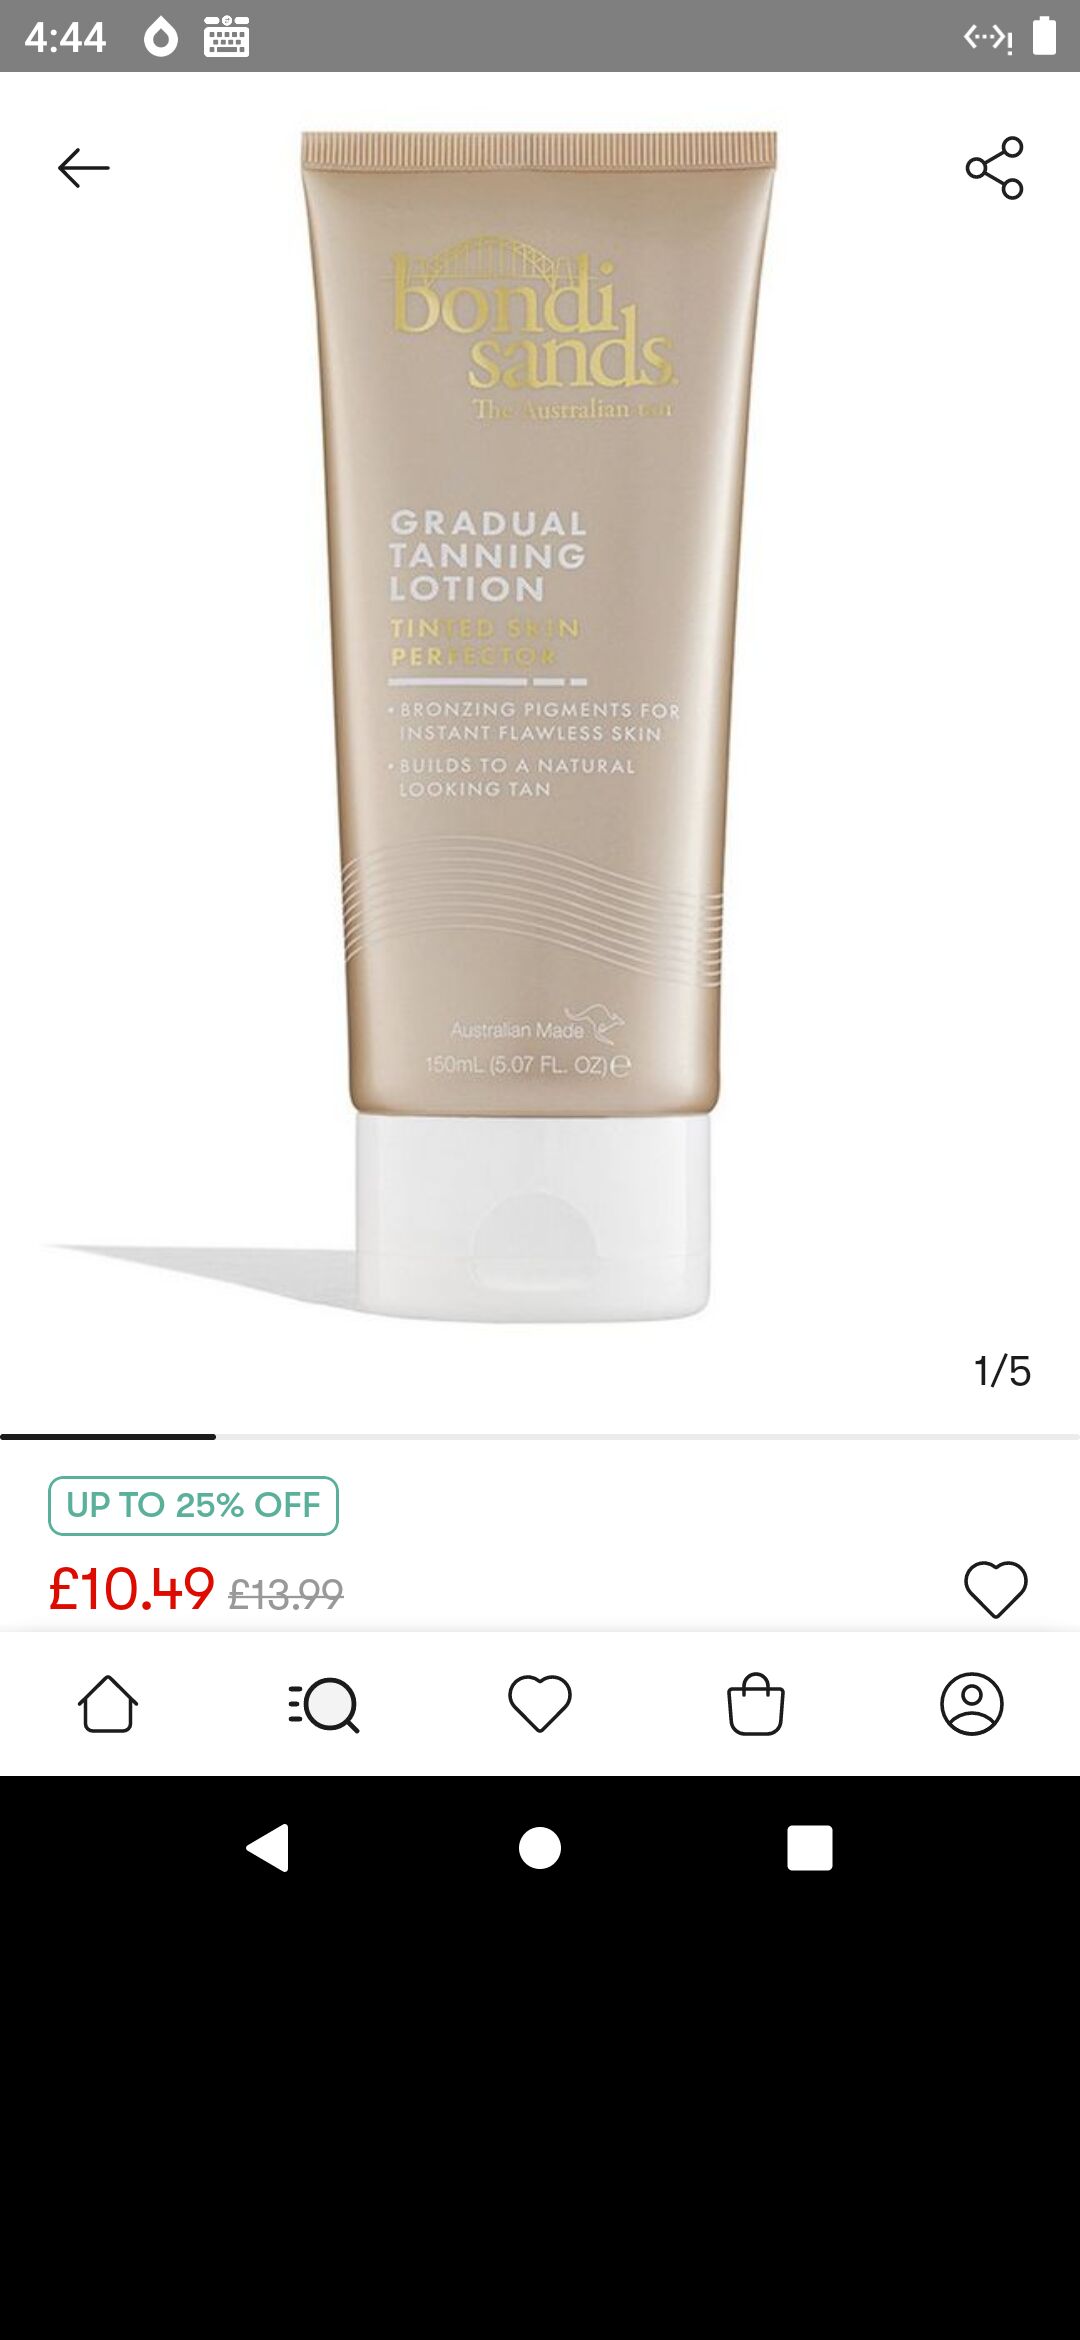 4:44
bondi
sands
The Australian tan
GRADUAL
TANNING
LOTION
TINTED SKIN
PERFECTOR
• BRONZING PIGMENTS FOR
INSTANT FLAWLESS SKIN
• BUILDS TO A NATURAL
LOOKING TAN
Australian Made
150mL (5.07 FL. OZ) ℮
1/5
UP TO 25% OFF
£10.49 £13.99